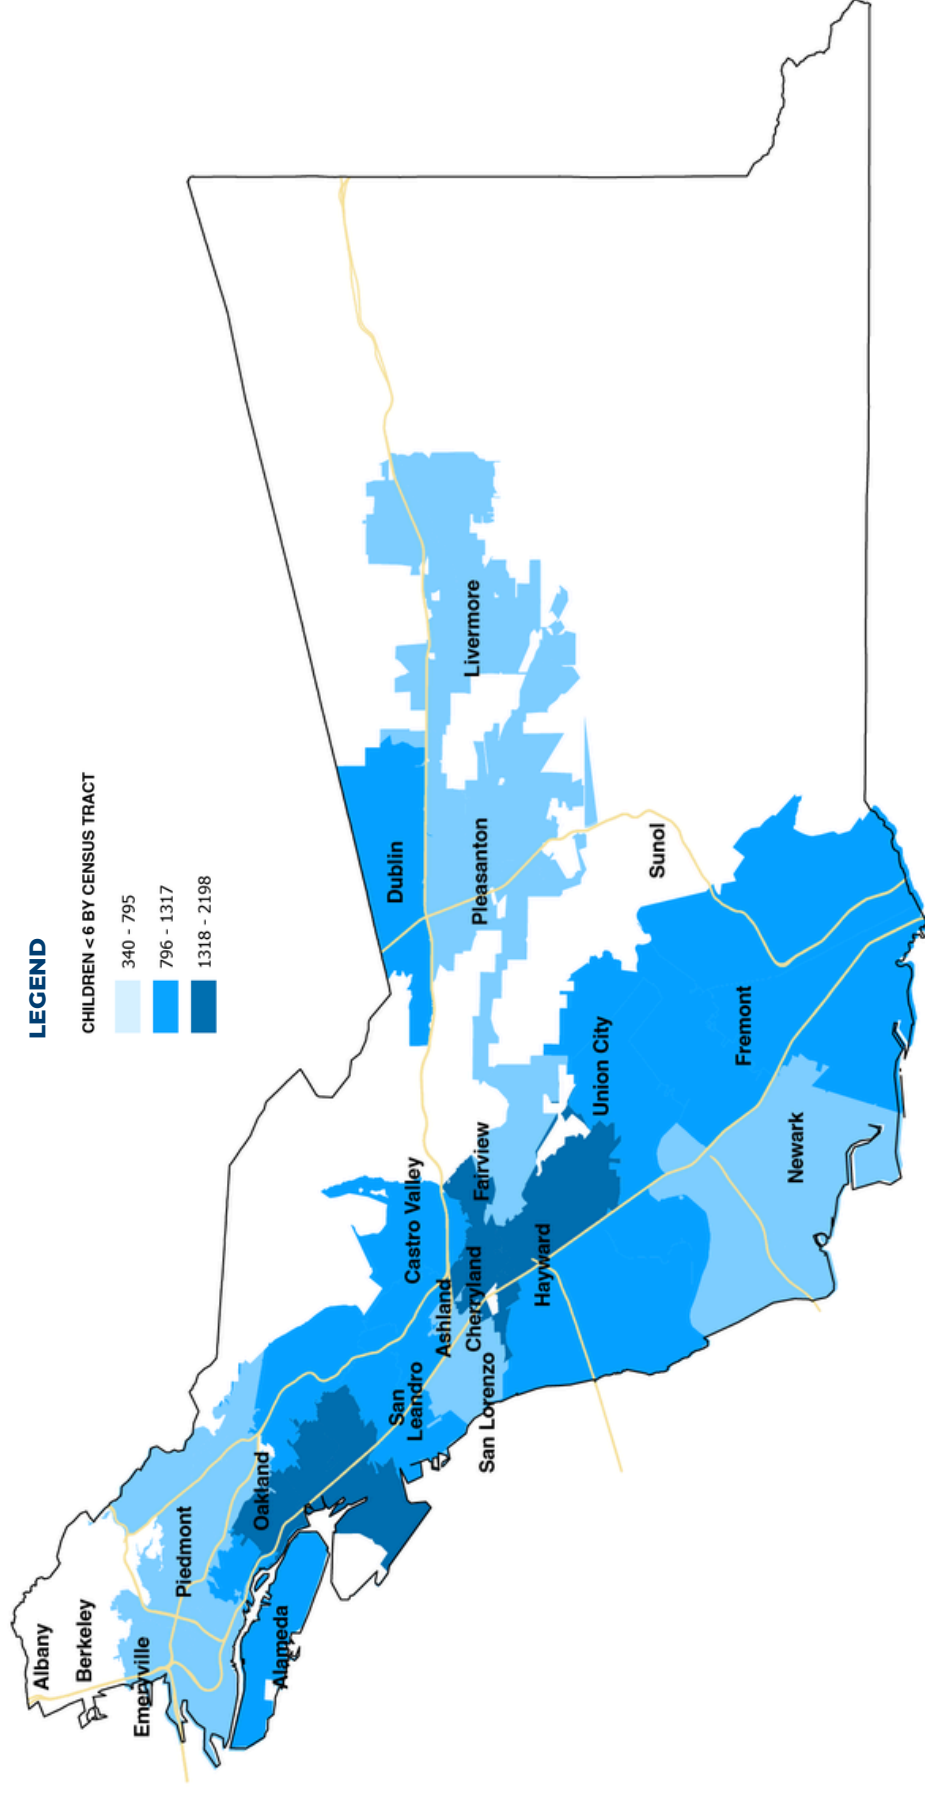 LEGEND
CHILDREN < 6 BY CENSUS TRACT
340 - 795
796 - 1317
1318 - 2198
Albany
Berkeley
Emeryville
Piedmont
Oakland
Alameda
San
Leandro
San Lorenzo
Ashland
Cherryland
Castro Valley
Fairview
Hayward
Union City
Newark
Fremont
Sunol
Dublin
Pleasanton
Livermore